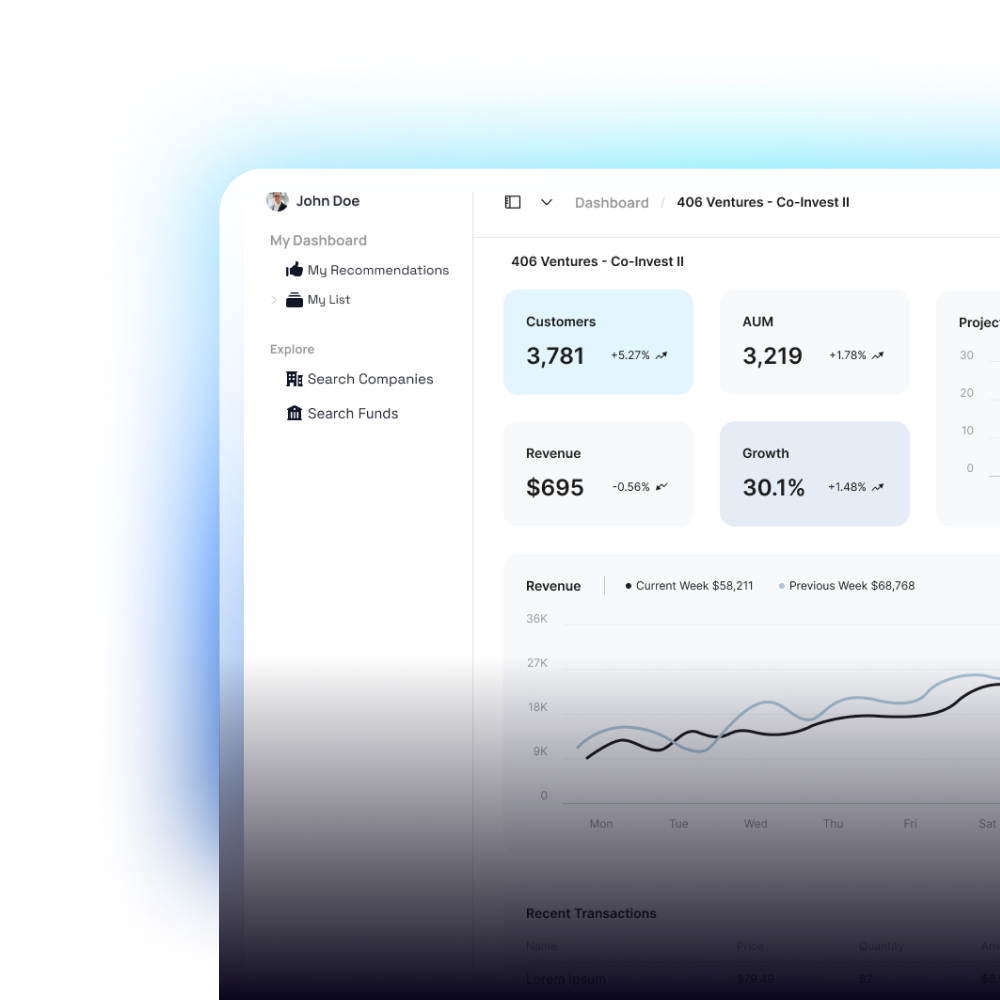 John Doe
My Dashboard
My Recommendations
My List
Explore
Search Companies
Search Funds
Dashboard / 406 Ventures - Co-Invest II
406 Ventures - Co-Invest II
Customers
3,781 +5.27%
AUM
3,219 +1.78%
Revenue
$695 -0.56%
Growth
30.1% +1.48%
30
20
10
0
Revenue Current Week $58,211 Previous Week $68,768
36K
27K
18K
9K
0
Mon Tue Wed Thu Fri Sat
Recent Transactions
Name Price Quantity
Lorem ipsum $79.49 82